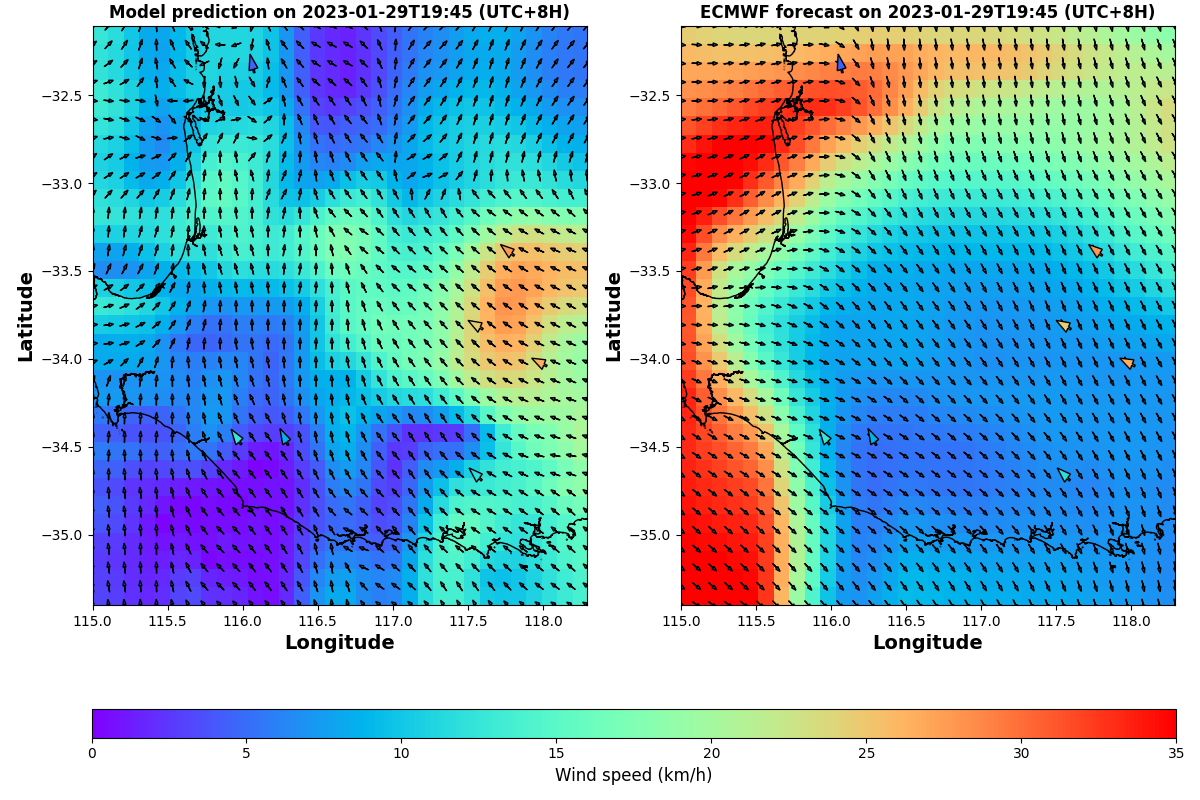 Model prediction on 2023-01-29T19:45 (UTC+8H)
ECMWF forecast on 2023-01-29T19:45 (UTC+8H)
−32.5
−33.0
−33.5
−34.0
−34.5
−35.0
Latitude
115.0 115.5 116.0 116.5 117.0 117.5 118.0
Longitude
−32.5
−33.0
−33.5
−34.0
−34.5
−35.0
Latitude
115.0 115.5 116.0 116.5 117.0 117.5 118.0
Longitude
0 5 10 15 20 25 30 35
Wind speed (km/h)